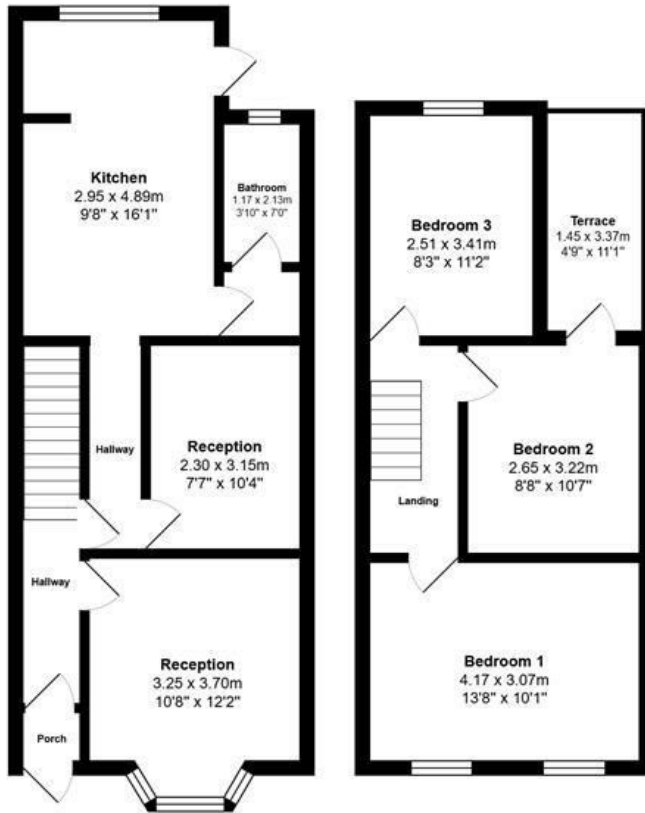 Kitchen
2.95 x 4.89m
9'8" x 16'1"
Bathroom
1.17 x 2.13m
3'10" x 7'0"
Hallway
Reception
2.30 x 3.15m
7'7" x 10'4"
Hallway
Reception
3.25 x 3.70m
10'8" x 12'2"
Porch
Bedroom 3
2.51 x 3.41m
8'3" x 11'2"
Terrace
1.45 x 3.37m
4'9" x 11'1"
Bedroom 2
2.65 x 3.22m
8'8" x 10'7"
Landing
Bedroom 1
4.17 x 3.07m
13'8" x 10'1"